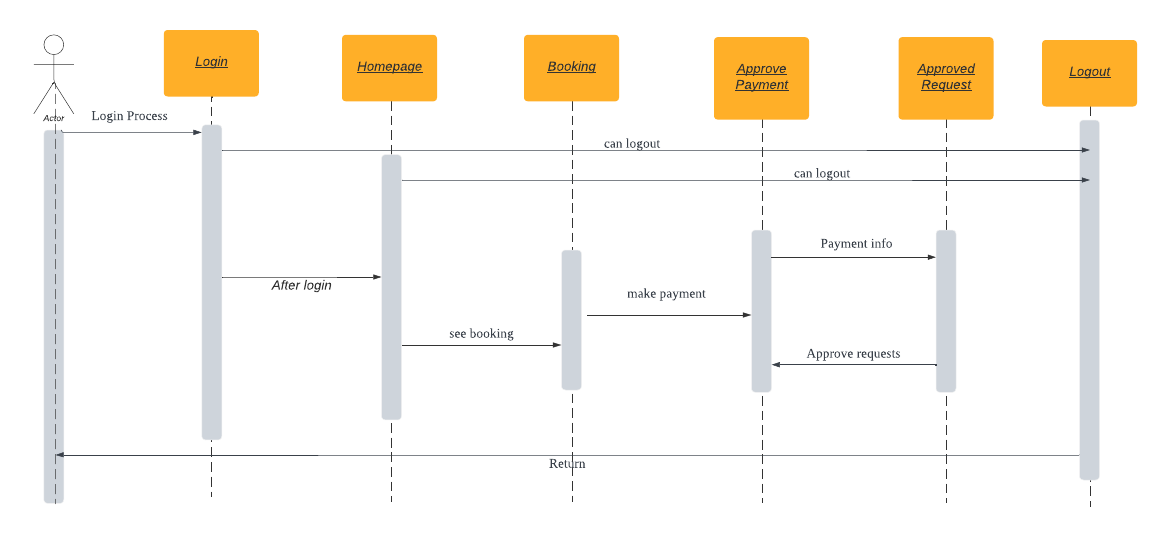 Login
Homepage
Booking
Approve
Payment
Approved
Request
Logout
Actor
Login Process
can logout
can logout
Payment info
After login
make payment
see booking
Approve requests
Return